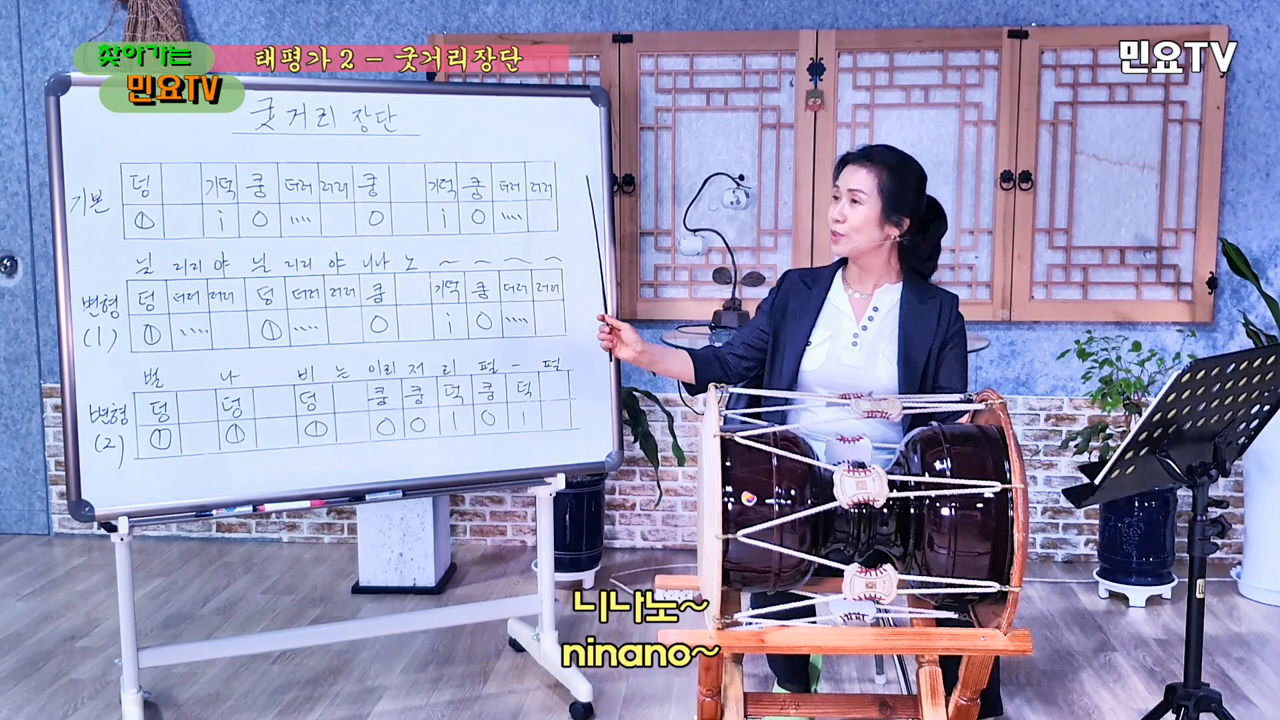 찾아가는
민요TV
태평가 2 - 굿거리장단
민요TV
굿거리 장단
기본
덩 기덕 쿵 더러 러러 쿵 기덕 쿵 더러 러러
닐 리리 야 닐 리리 야 니나 노 ~ ~ ~ ~
변형
(1)
덩 더러 러러 덩 더러 러러 쿵 기덕 쿵 더러 러러
벌 나 비 는 이리 저 리 펄 - 펄
변형
(2)
덩 덩 덩 쿵 쿵 덕 쿵 덕
니나노~
ninano~